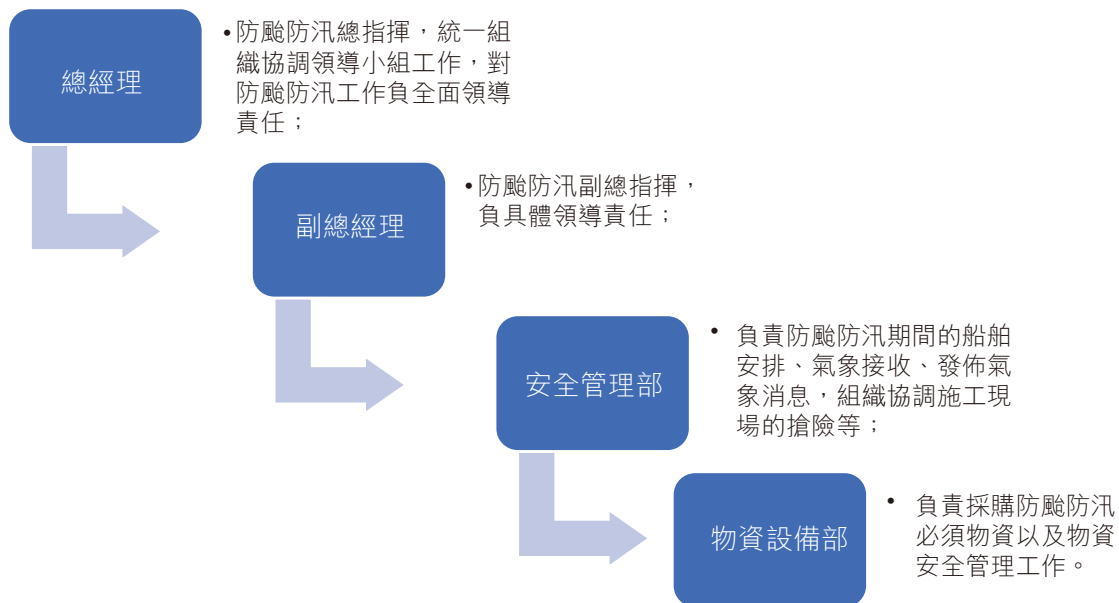 總經理
•防颱防汛總指揮，統一組
織協調領導小組工作，對
防颱防汛工作負全面領導
責任；
副總經理
•防颱防汛副總指揮，
負具體領導責任；
安全管理部
• 負責防颱防汛期間的船舶
安排、氣象接收、發佈氣
象消息，組織協調施工現
場的搶險等；
物資設備部
• 負責採購防颱防汛
必須物資以及物資
安全管理工作。